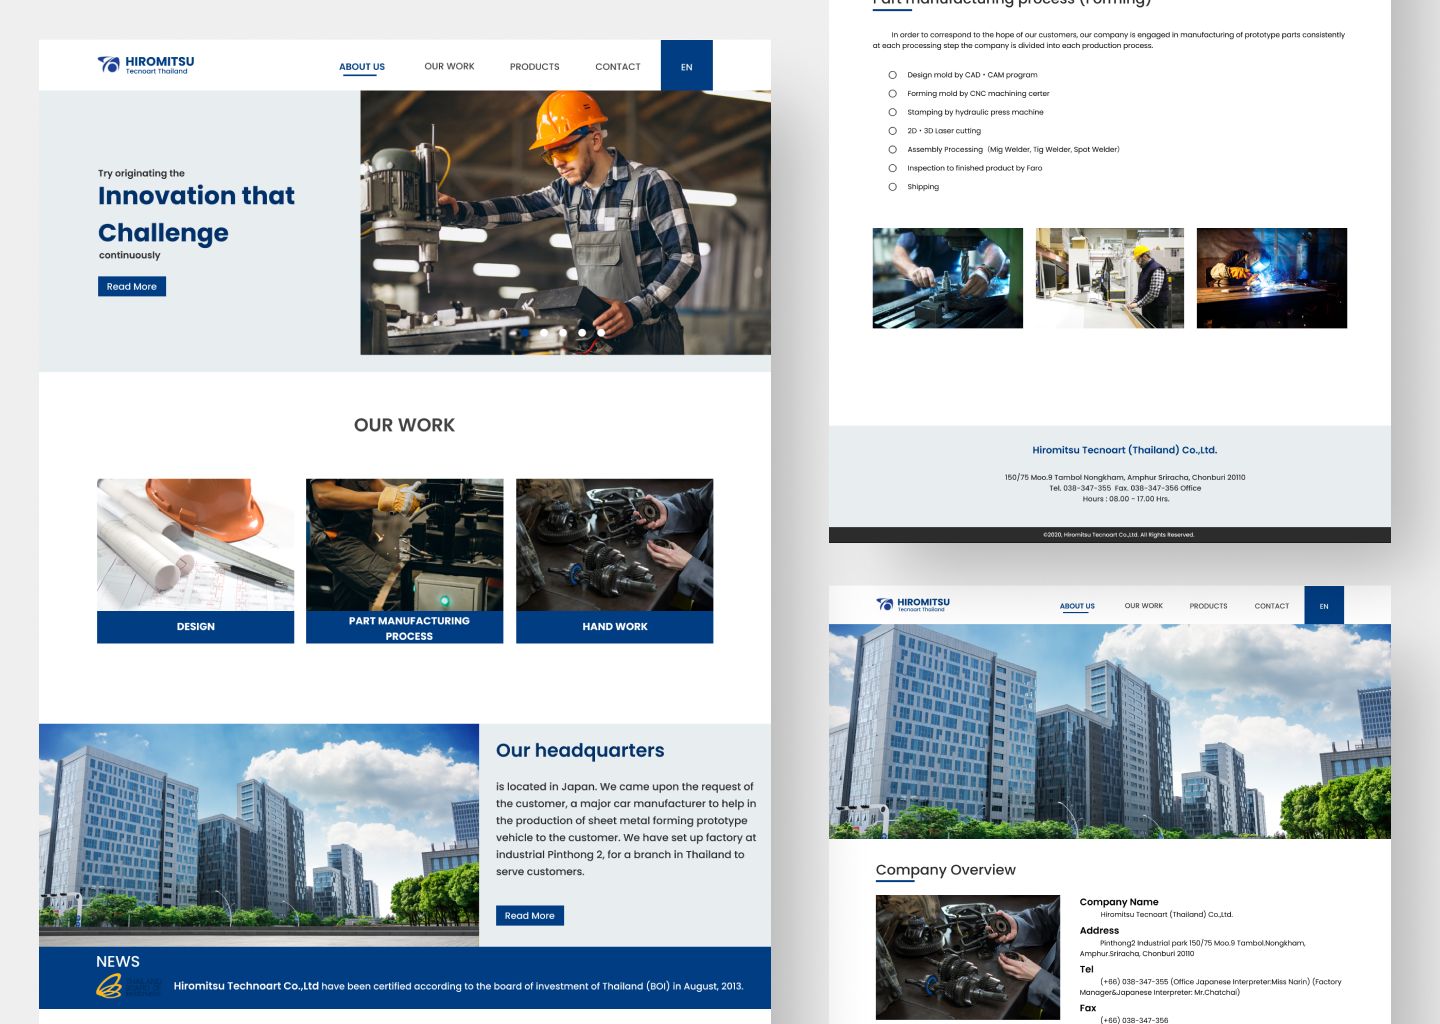 HIROMITSU
Tecnoart Thailand
ABOUT US
OUR WORK
PRODUCTS
CONTACT
EN
Try originating the
Innovation that
Challenge
continuously
Read More
OUR WORK
DESIGN
PART MANUFACTURING
PROCESS
HAND WORK
Our headquarters
is located in Japan. We came upon the request of
the customer, a major car manufacturer to help in
the production of sheet metal forming prototype
vehicle to the customer. We have set up factory at
industrial Pinthong 2, for a branch in Thailand to
serve customers.
Read More
NEWS
Hiromitsu Technoart Co.,Ltd have been certified according to the board of investment of Thailand (BOI) in August, 2013.
Part manufacturing process (Forming)
In order to correspond to the hope of our customers, our company is engaged in manufacturing of prototype parts consistently
at each processing step the company is divided into each production process.
Design mold by CAD・CAM program
Forming mold by CNC machining certer
Stamping by hydraulic press machine
2D・3D Laser cutting
Assembly Processing（Mig Welder, Tig Welder, Spot Welder）
Inspection to finished product by Faro
Shipping
Hiromitsu Tecnoart (Thailand) Co.,Ltd.
150/75 Moo.9 Tambol Nongkham, Amphur Sriracha, Chonburi 20110
Tel. 038-347-355 Fax. 038-347-356 Office
Hours : 08.00 - 17.00 Hrs.
©2020, Hiromitsu Tecnoart Co.,Ltd. All Rights Reserved.
HIROMITSU
Tecnoart Thailand
ABOUT US
OUR WORK
PRODUCTS
CONTACT
EN
Company Overview
Company Name
Hiromitsu Tecnoart (Thailand) Co.,Ltd.
Address
Pinthong2 Industrial park 150/75 Moo.9 Tambol.Nongkham,
Amphur.Sriracha, Chonburi 20110
Tel
(+66) 038-347-355 (Office Japanese Interpreter:Miss Narin) (Factory
Manager&Japanese Interpreter: Mr.Chatchai)
Fax
(+66) 038-347-356